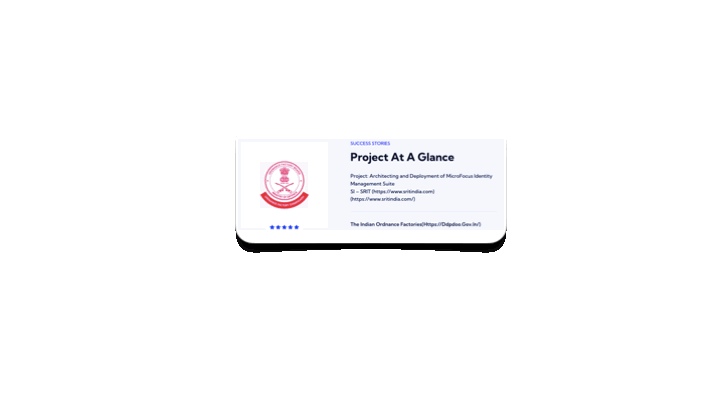 SUCCESS STORIES
Project At A Glance
Project: Architecting and Deployment of MicroFocus Identity
Management Suite
SI – SRIT (https://www.sritindia.com)
(https://www.sritindia.com/)
The Indian Ordnance Factories(Https://Ddpdoo.Gov.In/)